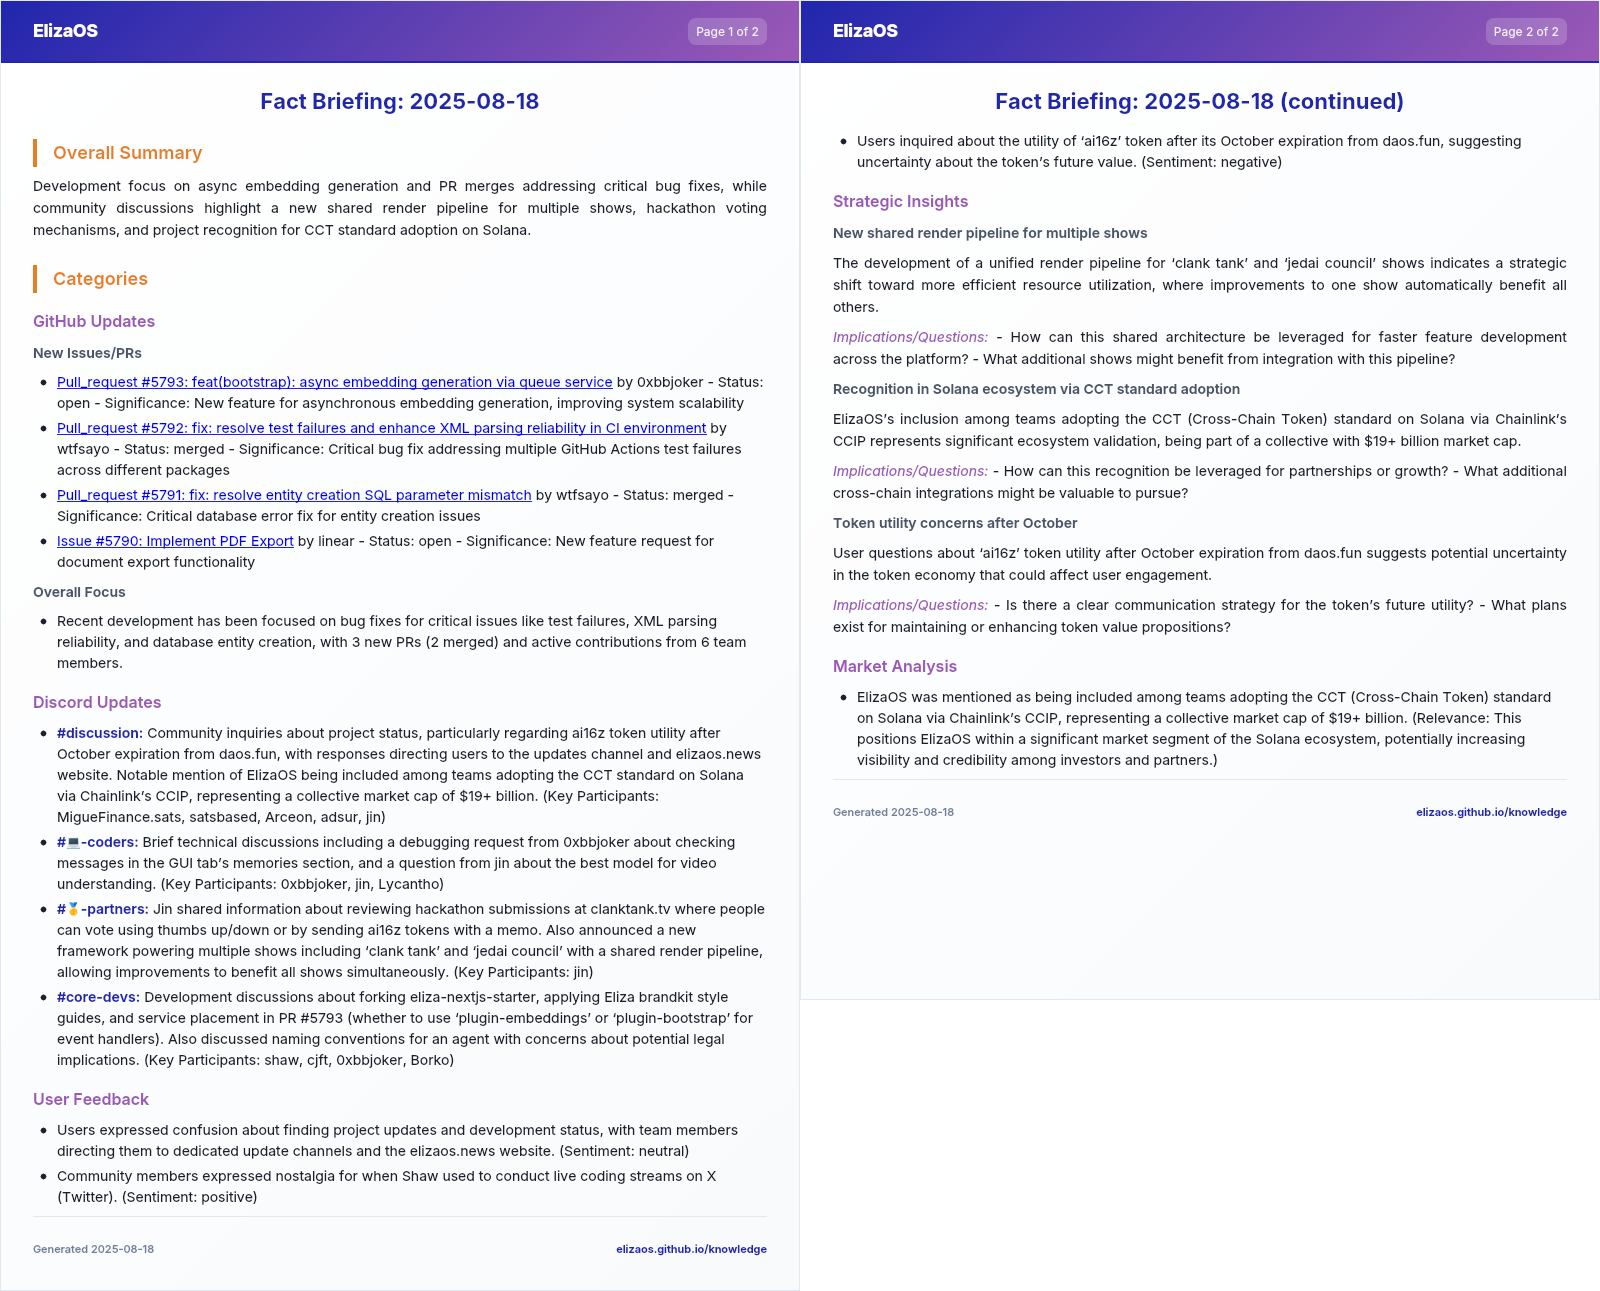 ElizaOS
Page 1 of 2
Fact Briefing: 2025-08-18
Overall Summary
Development focus on async embedding generation and PR merges addressing critical bug fixes, while
community discussions highlight a new shared render pipeline for multiple shows, hackathon voting
mechanisms, and project recognition for CCT standard adoption on Solana.
Categories
GitHub Updates
New Issues/PRs
• Pull_request #5793: feat(bootstrap): async embedding generation via queue service by 0xbbjoker - Status:
open - Significance: New feature for asynchronous embedding generation, improving system scalability
• Pull_request #5792: fix: resolve test failures and enhance XML parsing reliability in CI environment by
wtfsayo - Status: merged - Significance: Critical bug fix addressing multiple GitHub Actions test failures
across different packages
• Pull_request #5791: fix: resolve entity creation SQL parameter mismatch by wtfsayo - Status: merged -
Significance: Critical database error fix for entity creation issues
• Issue #5790: Implement PDF Export by linear - Status: open - Significance: New feature request for
document export functionality
Overall Focus
• Recent development has been focused on bug fixes for critical issues like test failures, XML parsing
reliability, and database entity creation, with 3 new PRs (2 merged) and active contributions from 6 team
members.
Discord Updates
• #discussion: Community inquiries about project status, particularly regarding ai16z token utility after
October expiration from daos.fun, with responses directing users to the updates channel and elizaos.news
website. Notable mention of ElizaOS being included among teams adopting the CCT standard on Solana
via Chainlink’s CCIP, representing a collective market cap of $19+ billion. (Key Participants:
MigueFinance.sats, satsbased, Arceon, adsur, jin)
• #💻-coders: Brief technical discussions including a debugging request from 0xbbjoker about checking
messages in the GUI tab’s memories section, and a question from jin about the best model for video
understanding. (Key Participants: 0xbbjoker, jin, Lycantho)
• #🥇-partners: Jin shared information about reviewing hackathon submissions at clanktank.tv where people
can vote using thumbs up/down or by sending ai16z tokens with a memo. Also announced a new
framework powering multiple shows including ‘clank tank’ and ‘jedai council’ with a shared render pipeline,
allowing improvements to benefit all shows simultaneously. (Key Participants: jin)
• #core-devs: Development discussions about forking eliza-nextjs-starter, applying Eliza brandkit style
guides, and service placement in PR #5793 (whether to use ‘plugin-embeddings’ or ‘plugin-bootstrap’ for
event handlers). Also discussed naming conventions for an agent with concerns about potential legal
implications. (Key Participants: shaw, cjft, 0xbbjoker, Borko)
User Feedback
• Users expressed confusion about finding project updates and development status, with team members
directing them to dedicated update channels and the elizaos.news website. (Sentiment: neutral)
• Community members expressed nostalgia for when Shaw used to conduct live coding streams on X
(Twitter). (Sentiment: positive)
Generated 2025-08-18
elizaos.github.io/knowledge
ElizaOS
Page 2 of 2
Fact Briefing: 2025-08-18 (continued)
• Users inquired about the utility of ‘ai16z’ token after its October expiration from daos.fun, suggesting
uncertainty about the token’s future value. (Sentiment: negative)
Strategic Insights
New shared render pipeline for multiple shows
The development of a unified render pipeline for ‘clank tank’ and ‘jedai council’ shows indicates a strategic
shift toward more efficient resource utilization, where improvements to one show automatically benefit all
others.
Implications/Questions: - How can this shared architecture be leveraged for faster feature development
across the platform? - What additional shows might benefit from integration with this pipeline?
Recognition in Solana ecosystem via CCT standard adoption
ElizaOS’s inclusion among teams adopting the CCT (Cross-Chain Token) standard on Solana via Chainlink’s
CCIP represents significant ecosystem validation, being part of a collective with $19+ billion market cap.
Implications/Questions: - How can this recognition be leveraged for partnerships or growth? - What additional
cross-chain integrations might be valuable to pursue?
Token utility concerns after October
User questions about ‘ai16z’ token utility after October expiration from daos.fun suggests potential uncertainty
in the token economy that could affect user engagement.
Implications/Questions: - Is there a clear communication strategy for the token’s future utility? - What plans
exist for maintaining or enhancing token value propositions?
Market Analysis
• ElizaOS was mentioned as being included among teams adopting the CCT (Cross-Chain Token) standard
on Solana via Chainlink’s CCIP, representing a collective market cap of $19+ billion. (Relevance: This
positions ElizaOS within a significant market segment of the Solana ecosystem, potentially increasing
visibility and credibility among investors and partners.)
Generated 2025-08-18
elizaos.github.io/knowledge